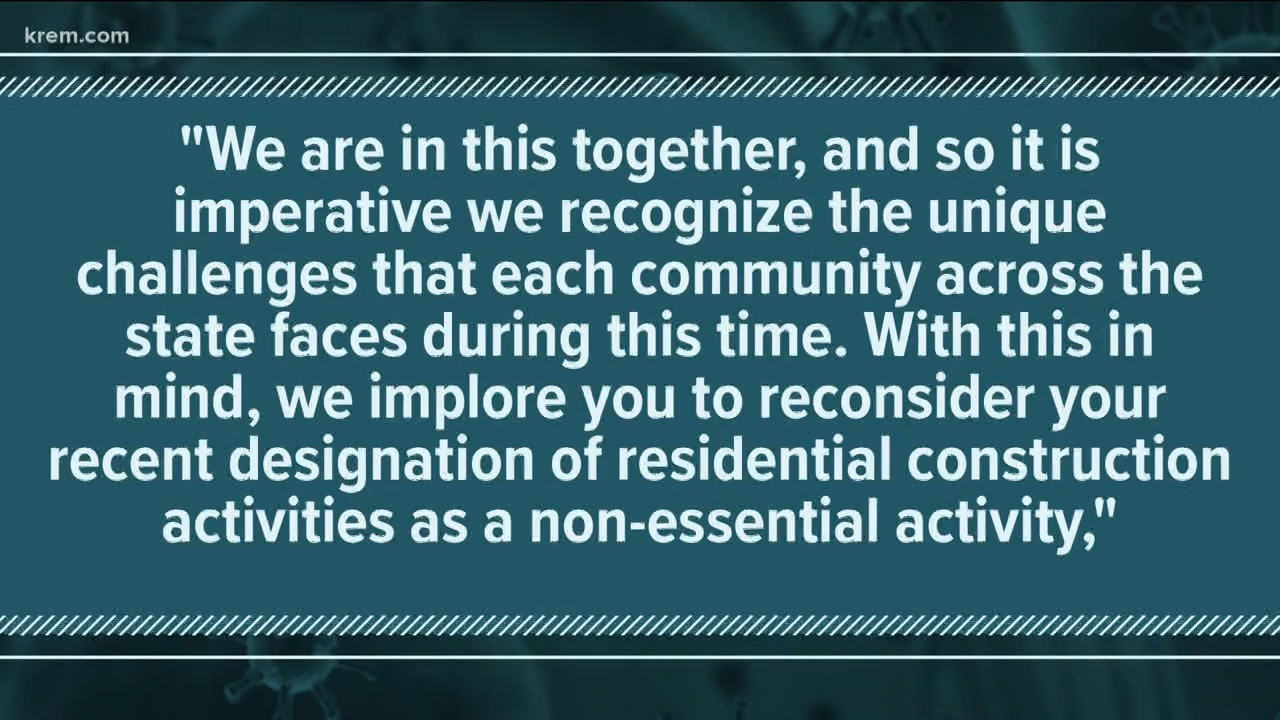 krem.com
"We are in this together, and so it is
imperative we recognize the unique
challenges that each community across the
state faces during this time. With this in
mind, we implore you to reconsider your
recent designation of residential construction
activities as a non-essential activity,"